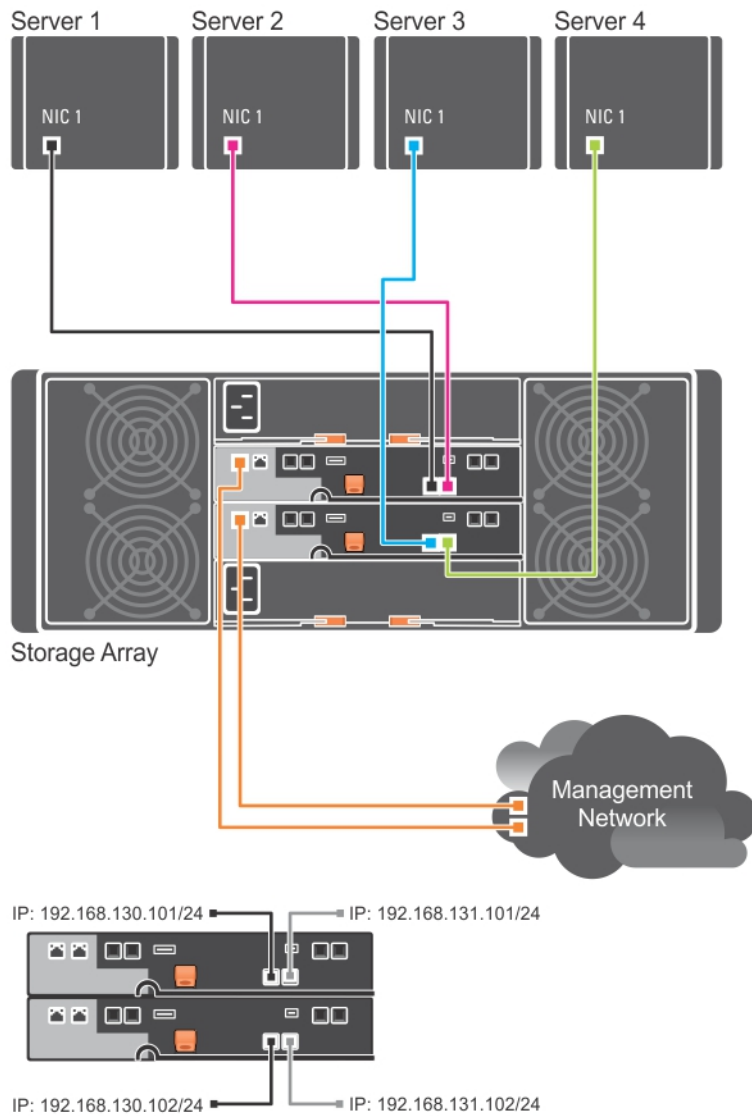 Server 1
Server 2
Server 3
Server 4
NIC 1
NIC 1
NIC 1
NIC 1
Storage Array
Management
Network
IP: 192.168.130.101/24
IP: 192.168.131.101/24
IP: 192.168.130.102/24
IP: 192.168.131.102/24